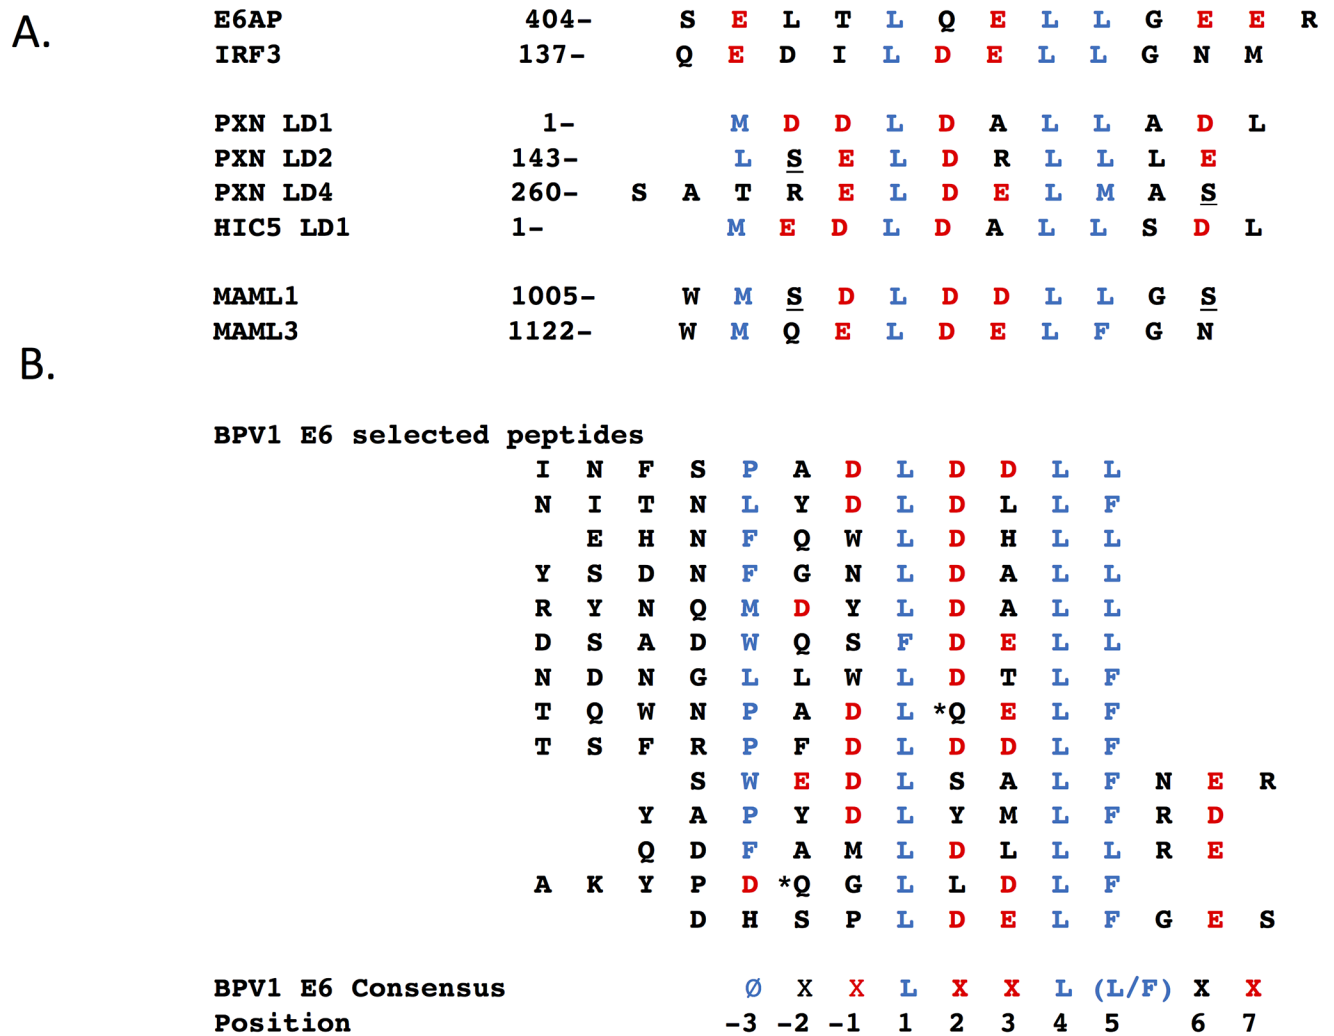 A.
E6AP 404- S E L T L Q E L L G E E R
IRF3 137- Q E D I L D E L L G N M
PXN LD1 1- M D D L D A L L A D L
PXN LD2 143- L S E L D R L L L E
PXN LD4 260- S A T R E L D E L M A S
HIC5 LD1 1- M E D L D A L L S D L
MAML1 1005- W M S D L D D L L G S
MAML3 1122- W M Q E L D E L F G N
B.
BPV1 E6 selected peptides
I N F S P A D L D D L L
N I T N L Y D L D L L F
E H N F Q W L D H L L
Y S D N F G N L D A L L
R Y N Q M D Y L D A L L
D S A D W Q S F D E L L
N D N G L L W L D T L F
T Q W N P A D L *Q E L F
T S F R P F D L D D L F
S W E D L S A L F N E R
Y A P Y D L Y M L F R D
Q D F A M L D L L L R E
A K Y P D *Q G L L D L F
D H S P L D E L F G E S
BPV1 E6 Consensus Ø X X L X X L (L/F) X X
Position -3 -2 -1 1 2 3 4 5 6 7